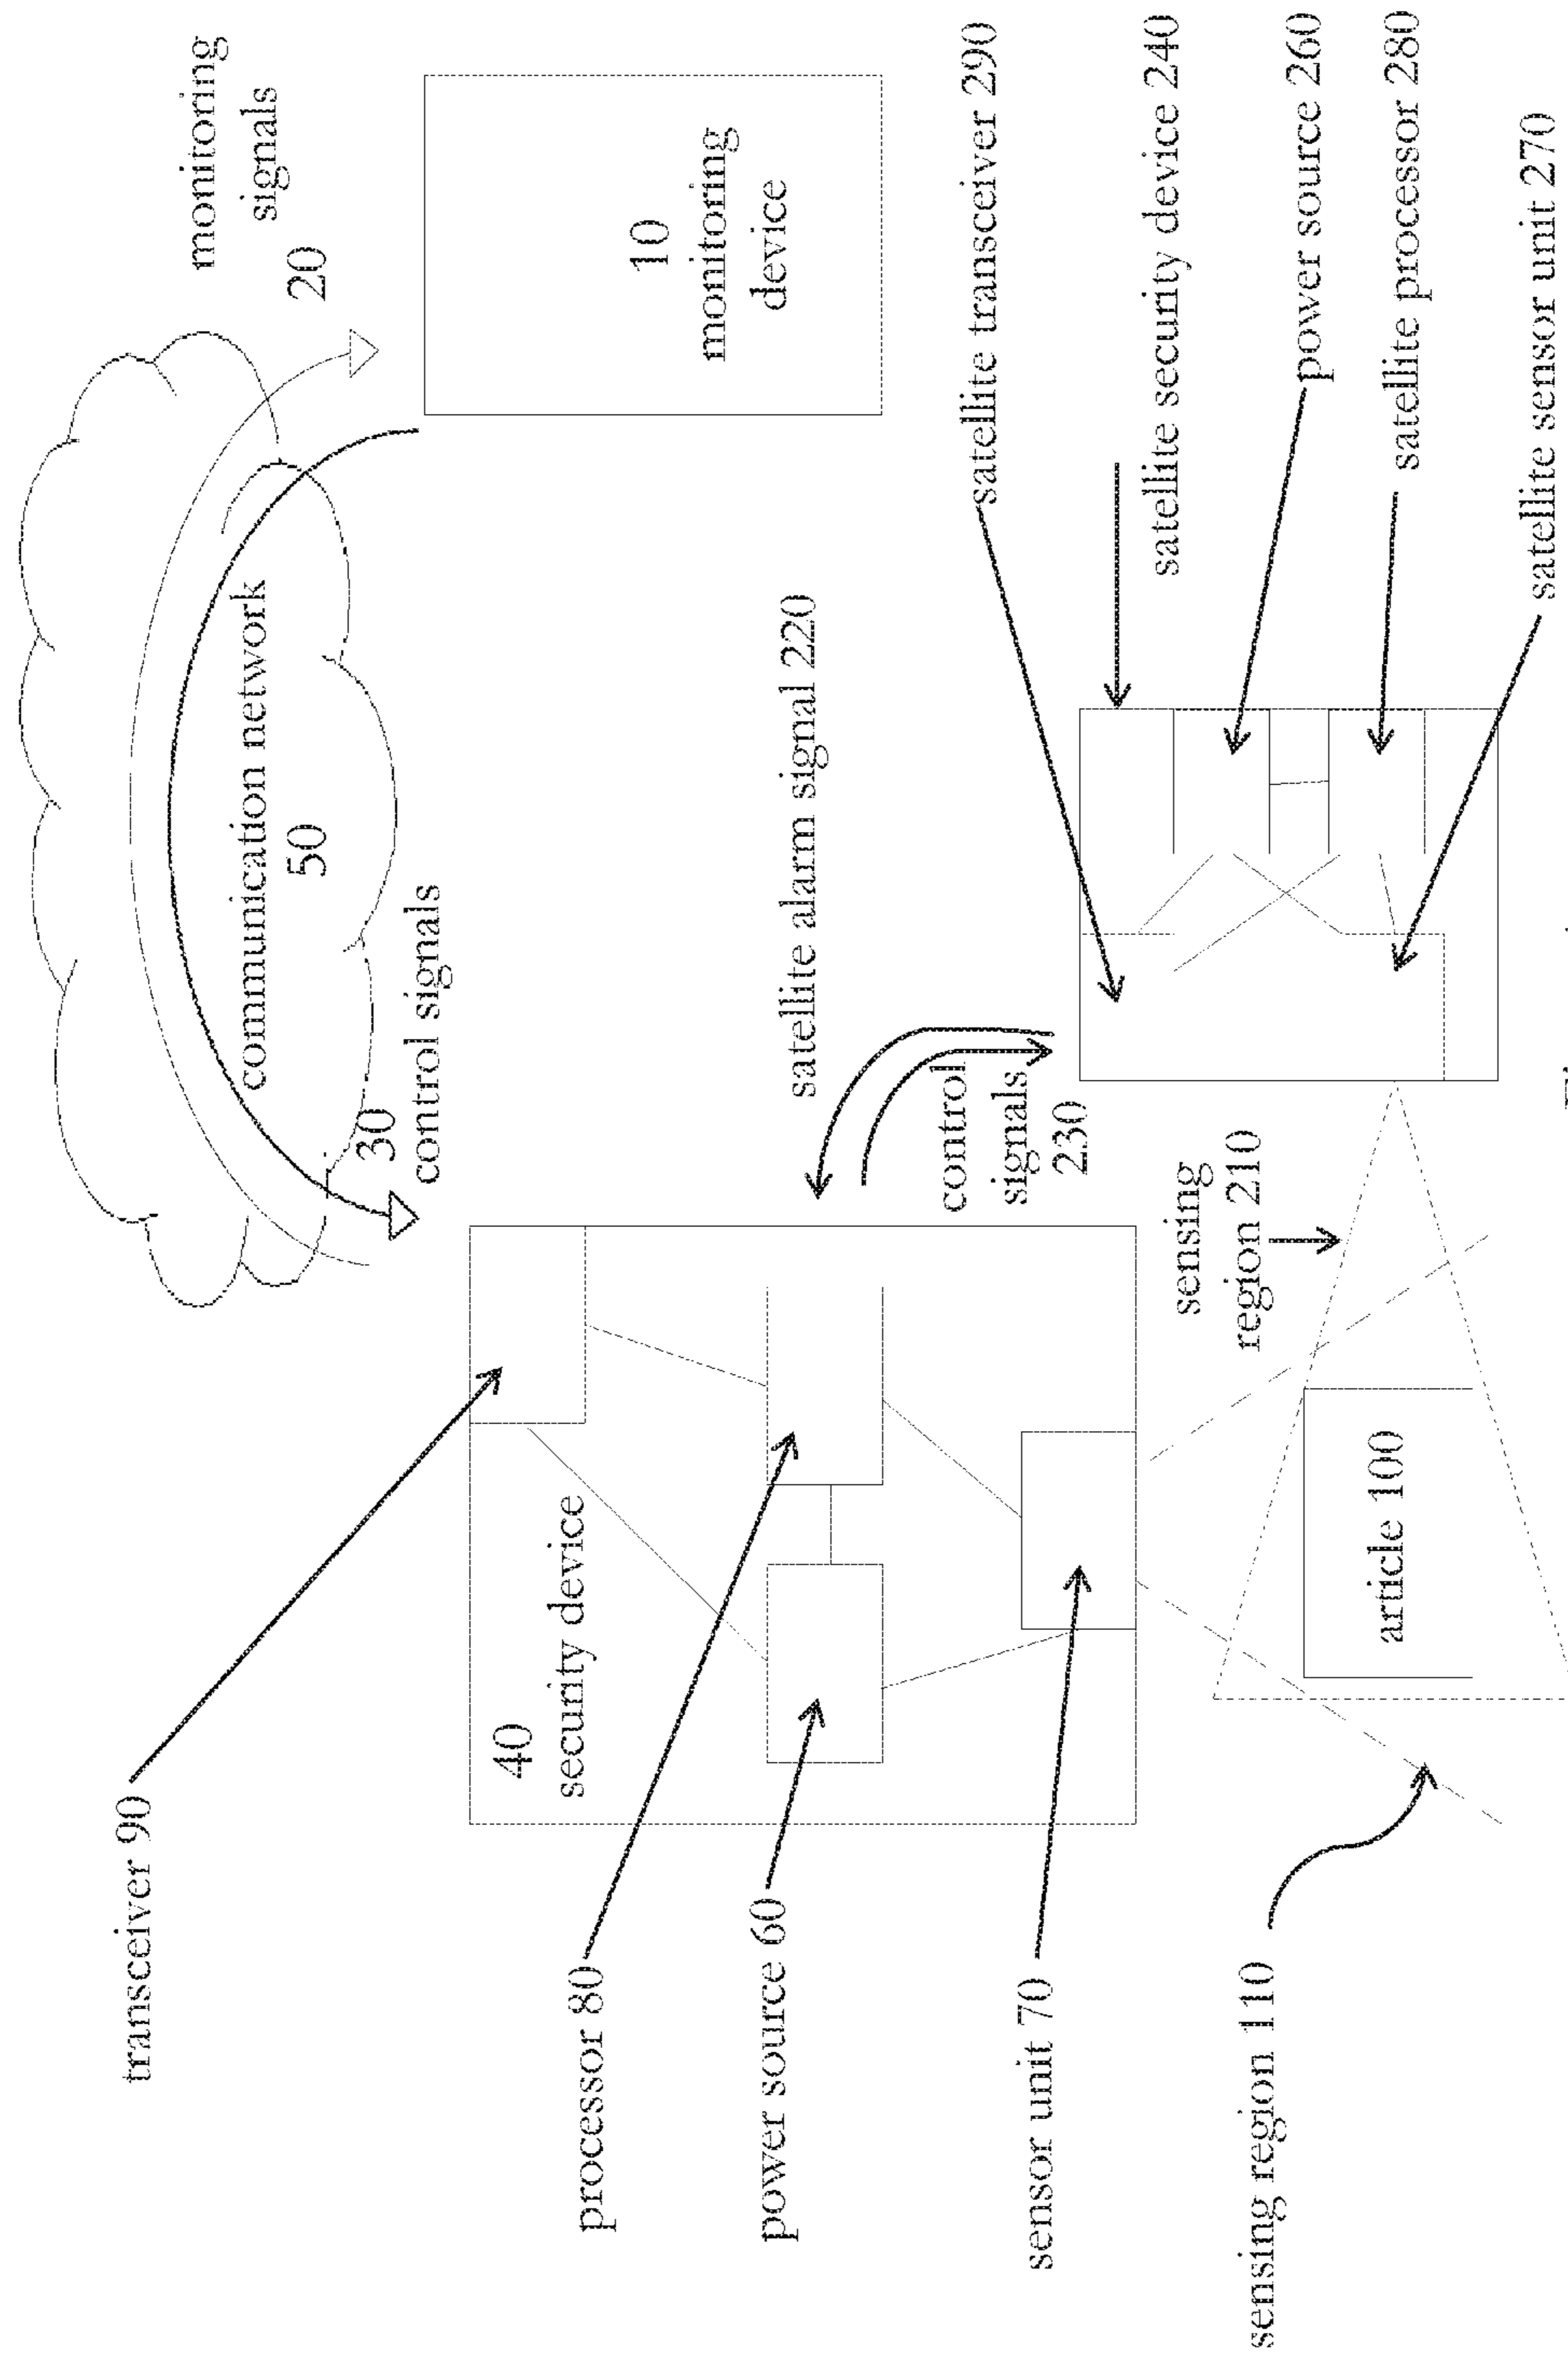 transceiver 90
processor 80
power source 60
sensor unit 70
sensing region 110
40
security device
communication network
50
30
control signals
monitoring
signals
20
10
monitoring
device
satellite alarm signal 220
control
signals
230
sensing
region 210
article 100
satellite transceiver 290
satellite security device 240
power source 260
satellite processor 280
satellite sensor unit 270